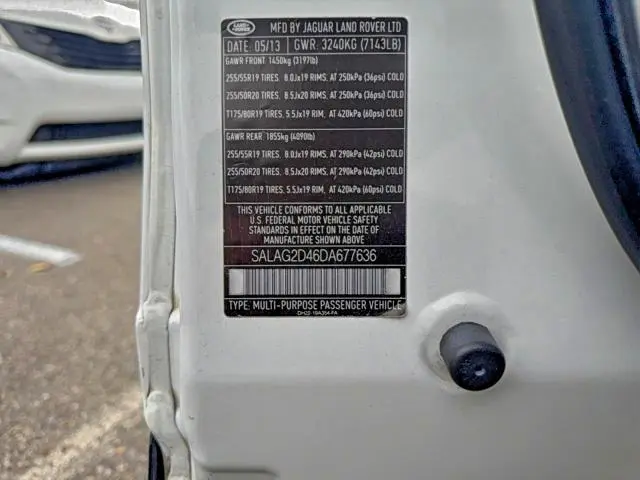 LAND ROVER
MFD BY JAGUAR LAND ROVER LTD
DATE: 05/13 GWR: 3240KG (7143LB)
GAWR FRONT: 1450kg (3197lb)
255/55R19 TIRES, 8.0Jx19 RIMS, AT 250kPa (36psi) COLD
255/50R20 TIRES, 8.5Jx20 RIMS, AT 250kPa (36psi) COLD
T175/80R19 TIRES, 5.5Jx19 RIM, AT 420kPa (60psi) COLD
GAWR REAR: 1855kg (4090lb)
255/55R19 TIRES, 8.0Jx19 RIMS, AT 290kPa (42psi) COLD
255/50R20 TIRES, 8.5Jx20 RIMS, AT 290kPa (42psi) COLD
T175/80R19 TIRES, 5.5Jx19 RIM, AT 420kPa (60psi) COLD
THIS VEHICLE CONFORMS TO ALL APPLICABLE
U.S. FEDERAL MOTOR VEHICLE SAFETY
STANDARDS IN EFFECT ON THE DATE OF
MANUFACTURE SHOWN ABOVE
SALAG2D46DA677636
TYPE: MULTI-PURPOSE PASSENGER VEHICLE
DH22-19A354-FA